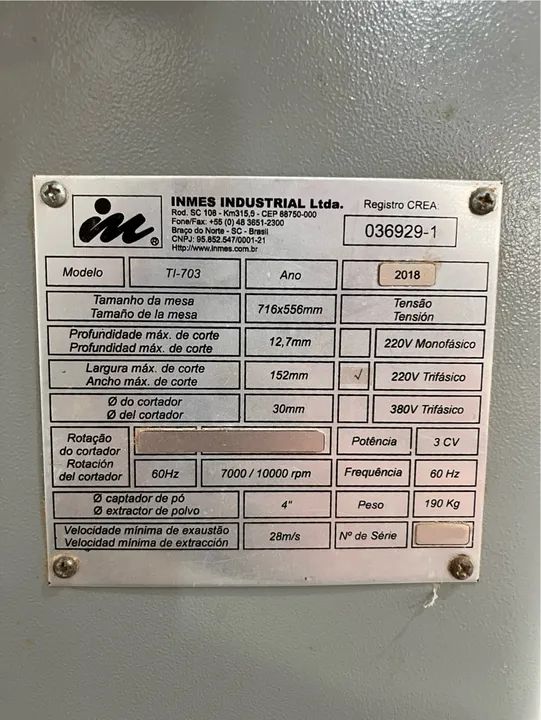 im®
INMES INDUSTRIAL Ltda.
Rod. SC 108 - Km315,5 - CEP 88750-000
Fone/Fax: +55 (0) 48 3651-2300
Braço do Norte - SC - Brasil
CNPJ: 95.852.547/0001-21
Http://www.inmes.com.br
Registro CREA
036929-1
Modelo TI-703 Ano 2018
Tamanho da mesa
Tamaño de la mesa
716x556mm
Tensão
Tensión
Profundidade máx. de corte
Profundidad máx. de corte
12,7mm
220V Monofásico
Largura máx. de corte
Ancho máx. de corte
152mm
√ 220V Trifásico
Ø do cortador
Ø del cortador
30mm
380V Trifásico
Rotação
do cortador
Rotación
del cortador
60Hz 7000 / 10000 rpm
Potência 3 CV
Frequência 60 Hz
Ø captador de pó
Ø extractor de polvo
4"
Peso 190 Kg
Velocidade mínima de exaustão
Velocidad mínima de extracción
28m/s
Nº de Série